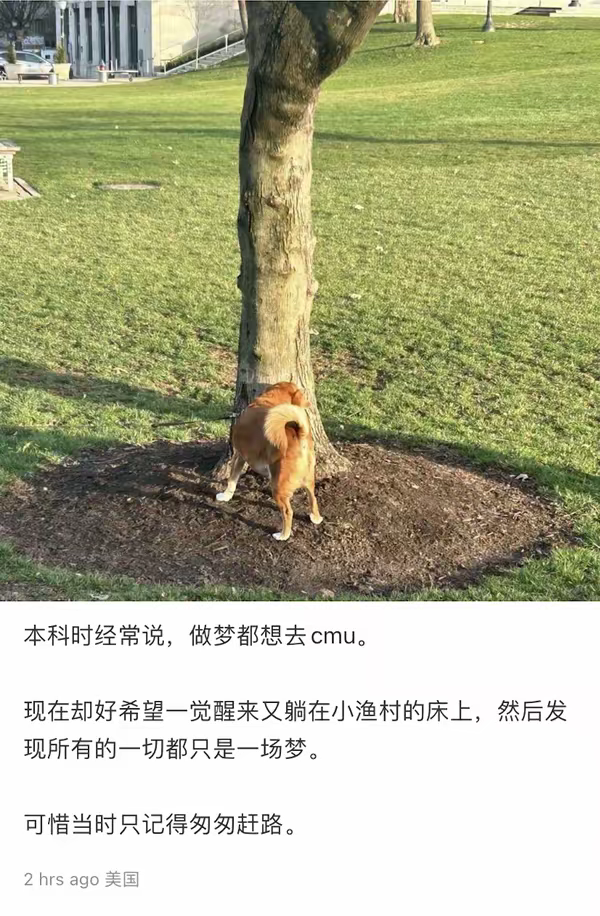 本科时经常说，做梦都想去cmu。
现在却好希望一觉醒来又躺在小渔村的床上，然后发
现所有的一切都只是一场梦。
可惜当时只记得匆匆赶路。
2 hrs ago 美国